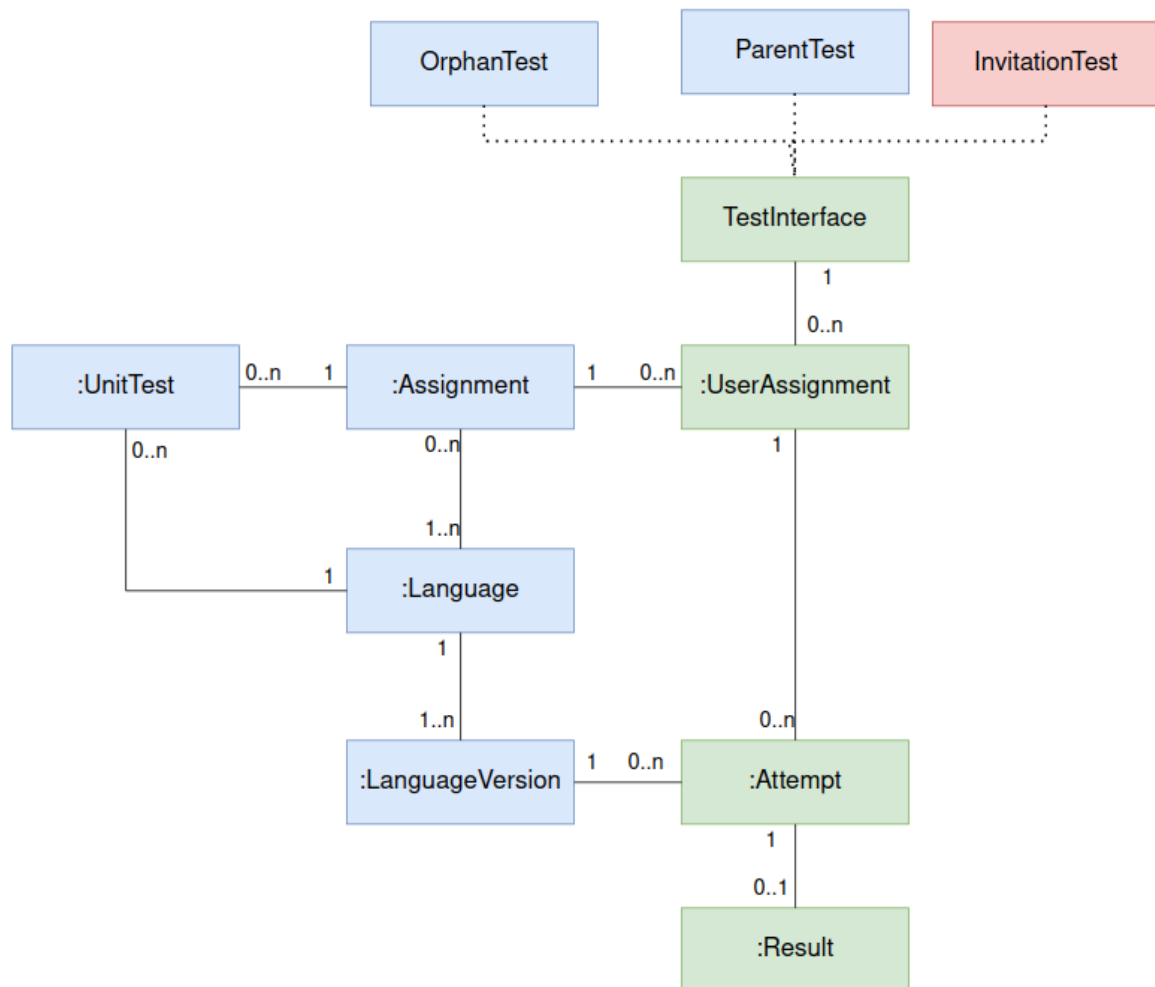 OrphanTest
ParentTest
InvitationTest
TestInterface
1
0..n
:UnitTest
0..n
1
:Assignment
1
0..n
:UserAssignment
0..n
0..n
1
1..n
1
:Language
1
1..n
0..n
:LanguageVersion
1
0..n
:Attempt
1
0..1
:Result